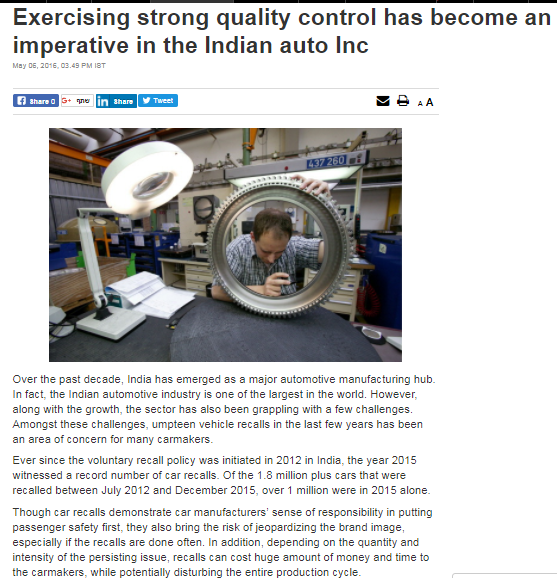 Exercising strong quality control has become an
imperative in the Indian auto Inc
May 06, 2016, 03.49 PM IST
Share 0 G+ שתף in Share Tweet
A A
437 260
Over the past decade, India has emerged as a major automotive manufacturing hub.
In fact, the Indian automotive industry is one of the largest in the world. However,
along with the growth, the sector has also been grappling with a few challenges.
Amongst these challenges, umpteen vehicle recalls in the last few years has been
an area of concern for many carmakers.
Ever since the voluntary recall policy was initiated in 2012 in India, the year 2015
witnessed a record number of car recalls. Of the 1.8 million plus cars that were
recalled between July 2012 and December 2015, over 1 million were in 2015 alone.
Though car recalls demonstrate car manufacturers' sense of responsibility in putting
passenger safety first, they also bring the risk of jeopardizing the brand image,
especially if the recalls are done often. In addition, depending on the quantity and
intensity of the persisting issue, recalls can cost huge amount of money and time to
the carmakers, while potentially disturbing the entire production cycle.